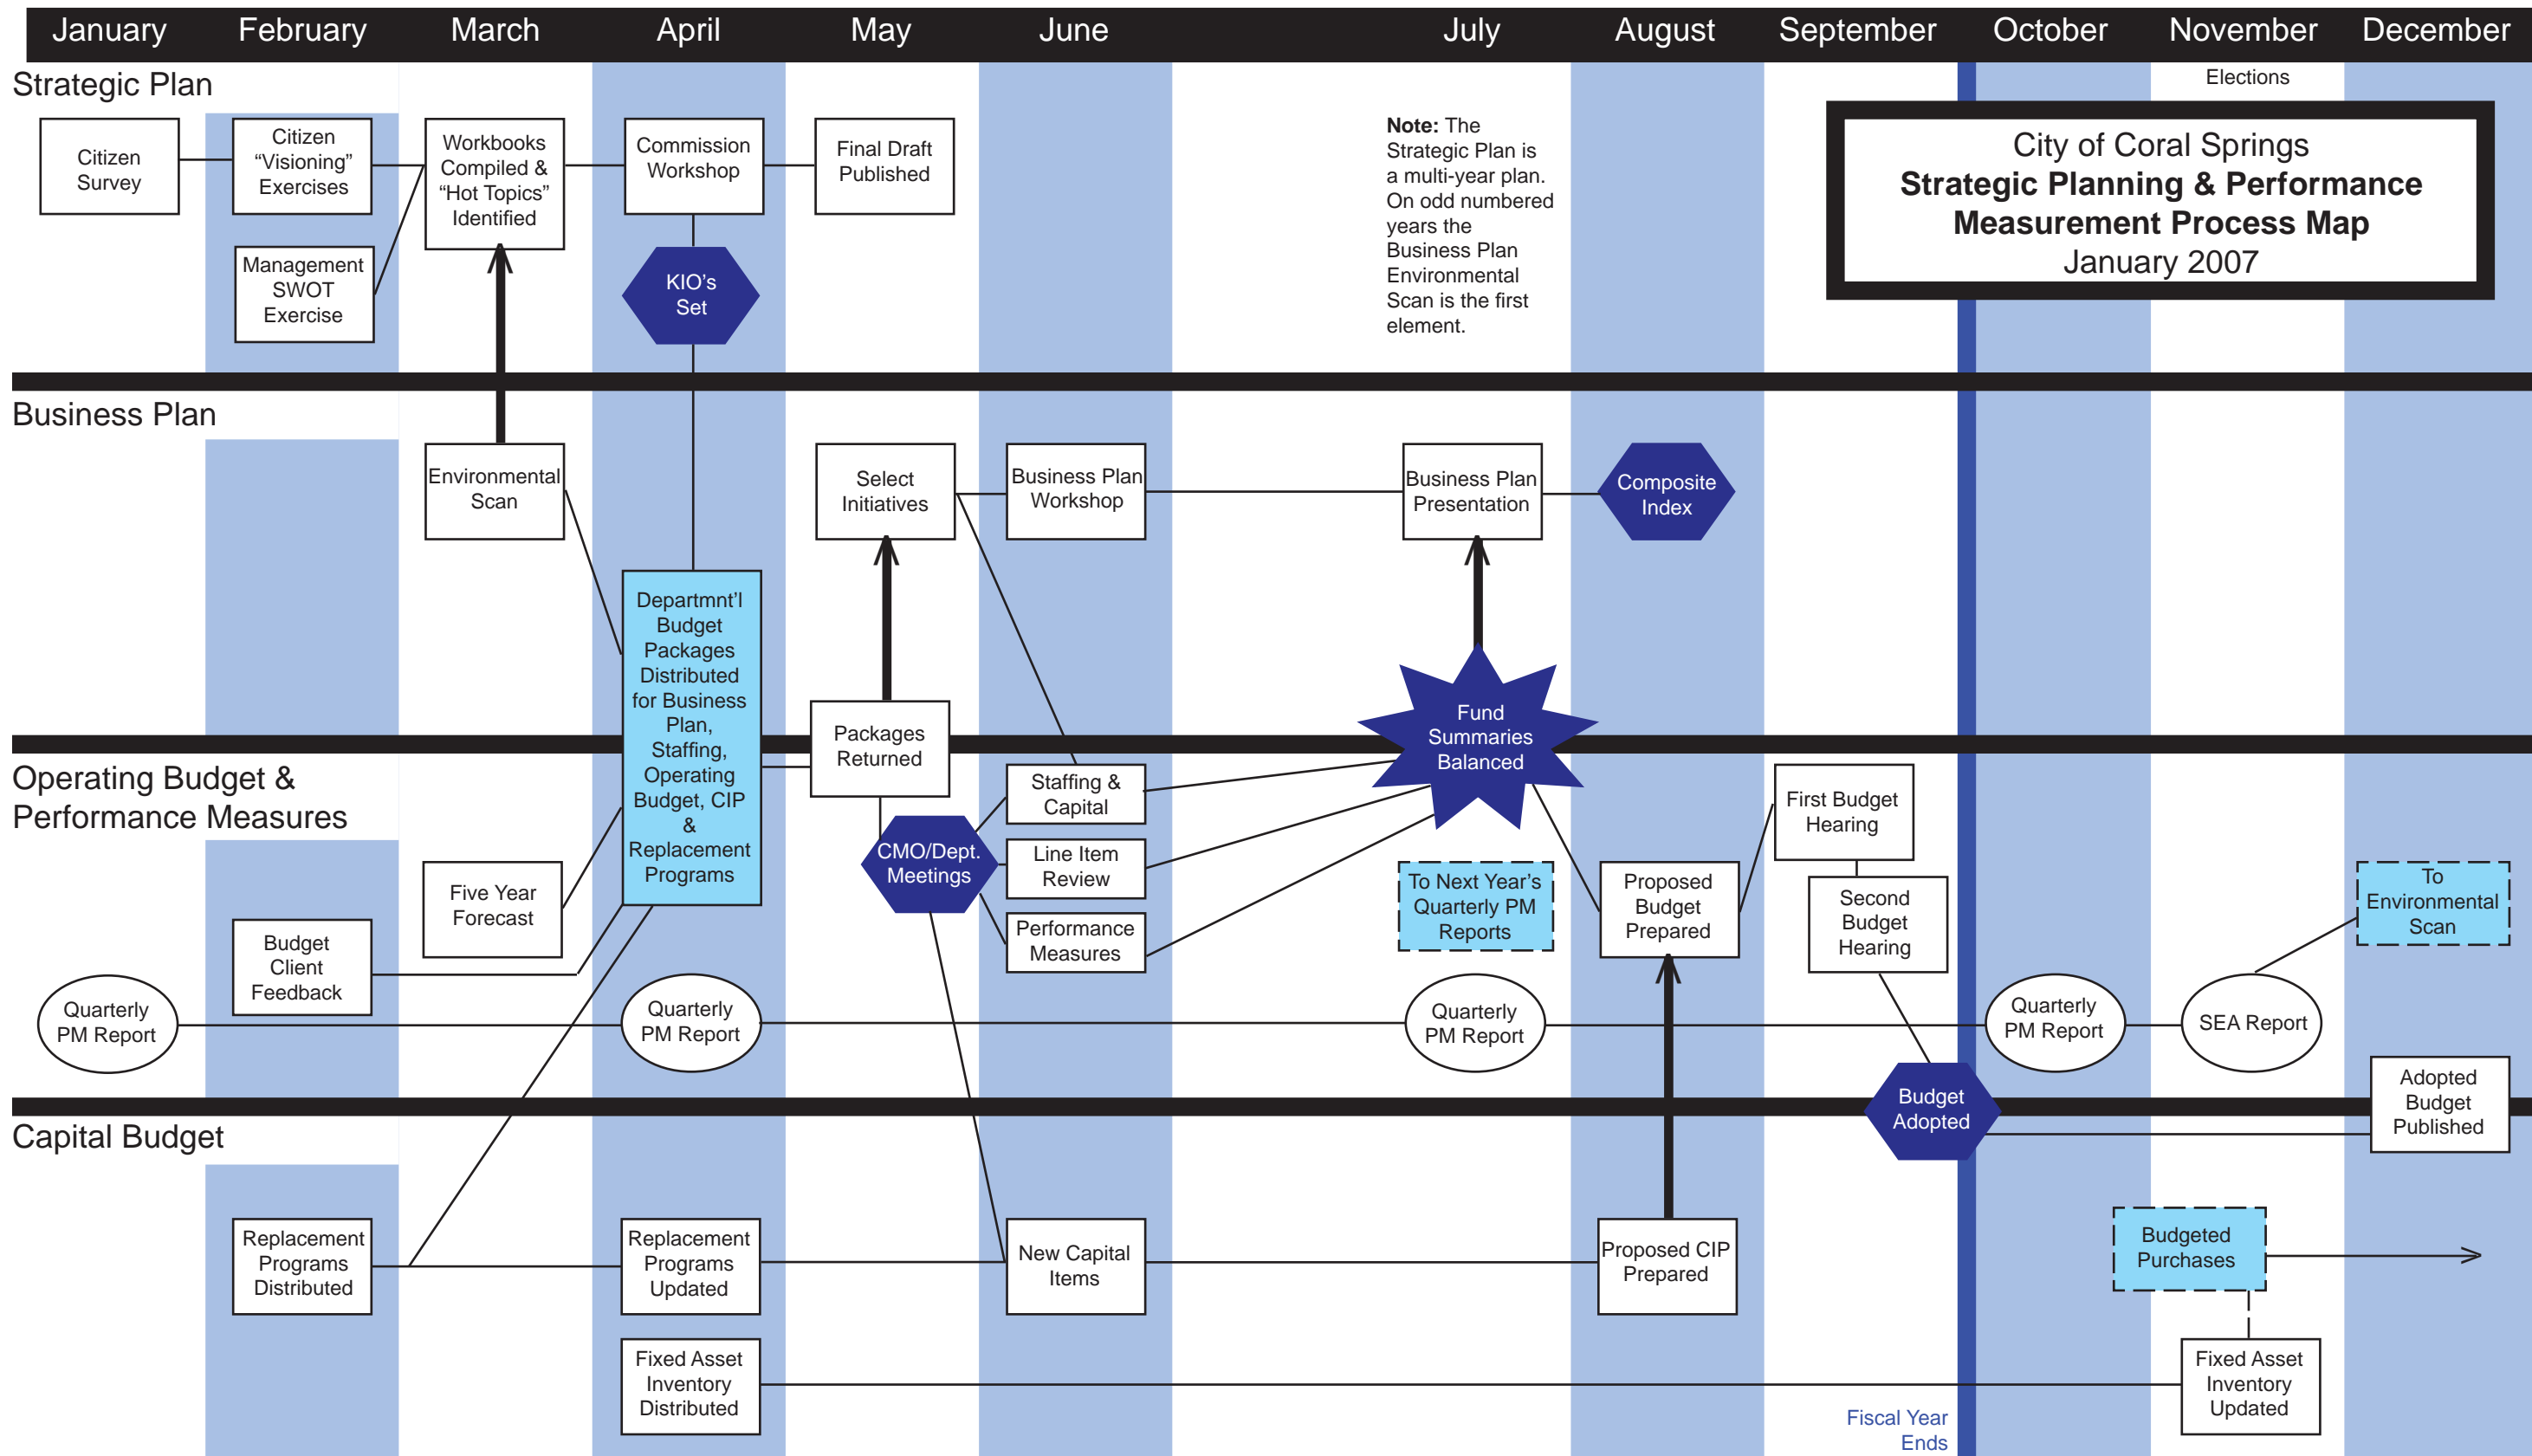 January February March April May June July August September October November December
Strategic Plan
Elections
Citizen
Survey
Citizen
“Visioning”
Exercises
Management
SWOT
Exercise
Workbooks
Compiled &
“Hot Topics”
Identified
Commission
Workshop
KIO’s
Set
Final Draft
Published
Note: The
Strategic Plan is
a multi-year plan.
On odd numbered
years the
Business Plan
Environmental
Scan is the first
element.
City of Coral Springs
Strategic Planning & Performance
Measurement Process Map
January 2007
Business Plan
Environmental
Scan
Departmnt’l
Budget
Packages
Distributed
for Business
Plan,
Staffing,
Operating
Budget, CIP
&
Replacement
Programs
Select
Initiatives
Packages
Returned
Business Plan
Workshop
Business Plan
Presentation
Composite
Index
Fund
Summaries
Balanced
Operating Budget &
Performance Measures
Quarterly
PM Report
Budget
Client
Feedback
Five Year
Forecast
Quarterly
PM Report
CMO/Dept.
Meetings
Staffing &
Capital
Line Item
Review
Performance
Measures
To Next Year’s
Quarterly PM
Reports
Quarterly
PM Report
Proposed
Budget
Prepared
First Budget
Hearing
Second
Budget
Hearing
Quarterly
PM Report
SEA Report
To
Environmental
Scan
Budget
Adopted
Adopted
Budget
Published
Capital Budget
Replacement
Programs
Distributed
Replacement
Programs
Updated
New Capital
Items
Proposed CIP
Prepared
Budgeted
Purchases
Fixed Asset
Inventory
Distributed
Fixed Asset
Inventory
Updated
Fiscal Year
Ends